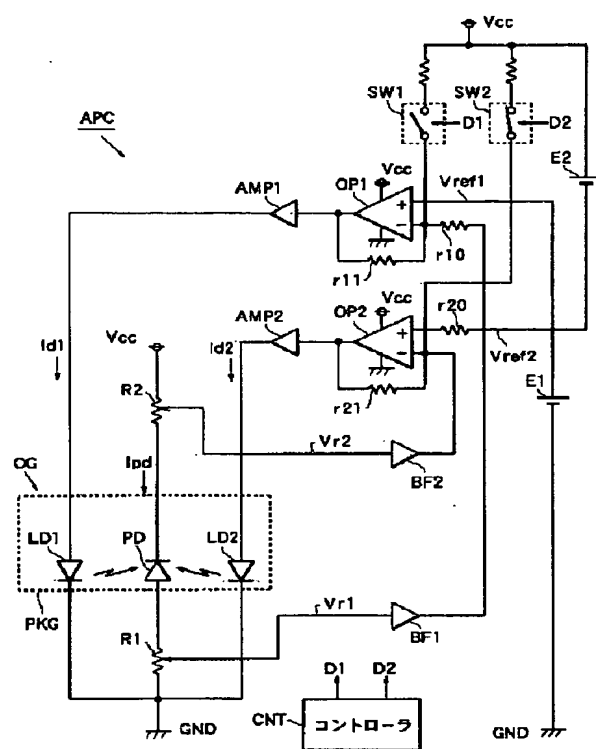 Vcc
SW1
SW2
D1
D2
APC
E2
Vcc
OP1
Vref1
AMP1
+
-
r10
r11
Vcc
OP2
r20
AMP2
+
-
Vref2
Vcc
Id1
Id2
E1
R2
r21
Vr2
BF2
OG
Ipd
LD1
PD
LD2
PKG
Vr1
BF1
R1
D1
D2
CNT
コントローラ
GND
GND